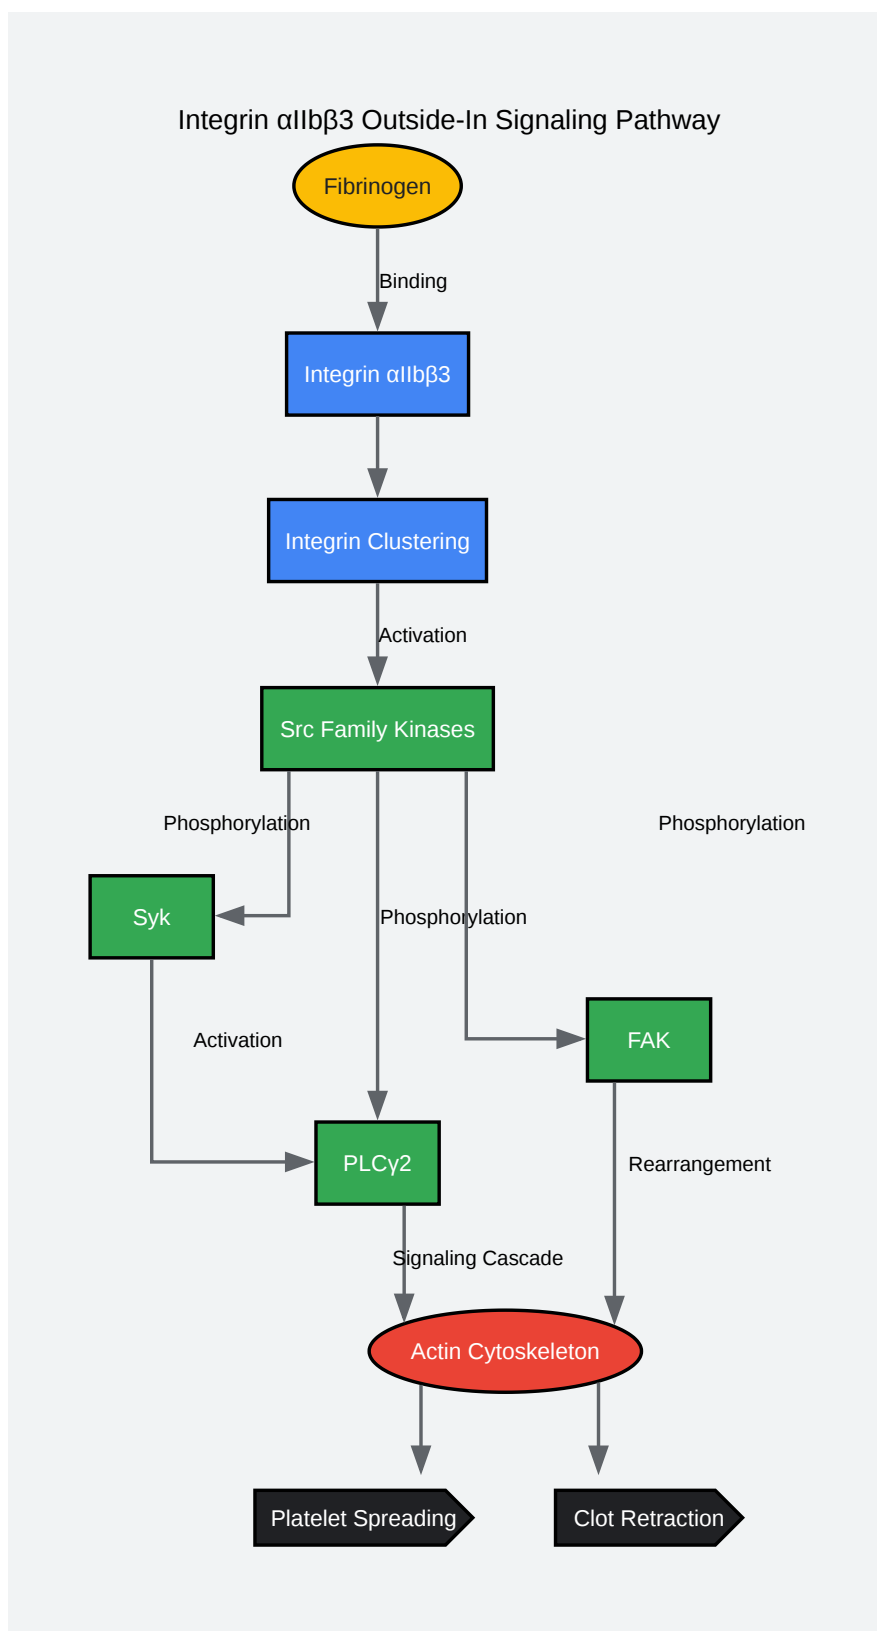 Integrin αIIbβ3 Outside-In Signaling Pathway
Fibrinogen
Binding
Integrin αIIbβ3
Integrin Clustering
Activation
Src Family Kinases
Phosphorylation
Phosphorylation
Syk
Phosphorylation
Activation
FAK
PLCγ2
Rearrangement
Signaling Cascade
Actin Cytoskeleton
Platelet Spreading
Clot Retraction